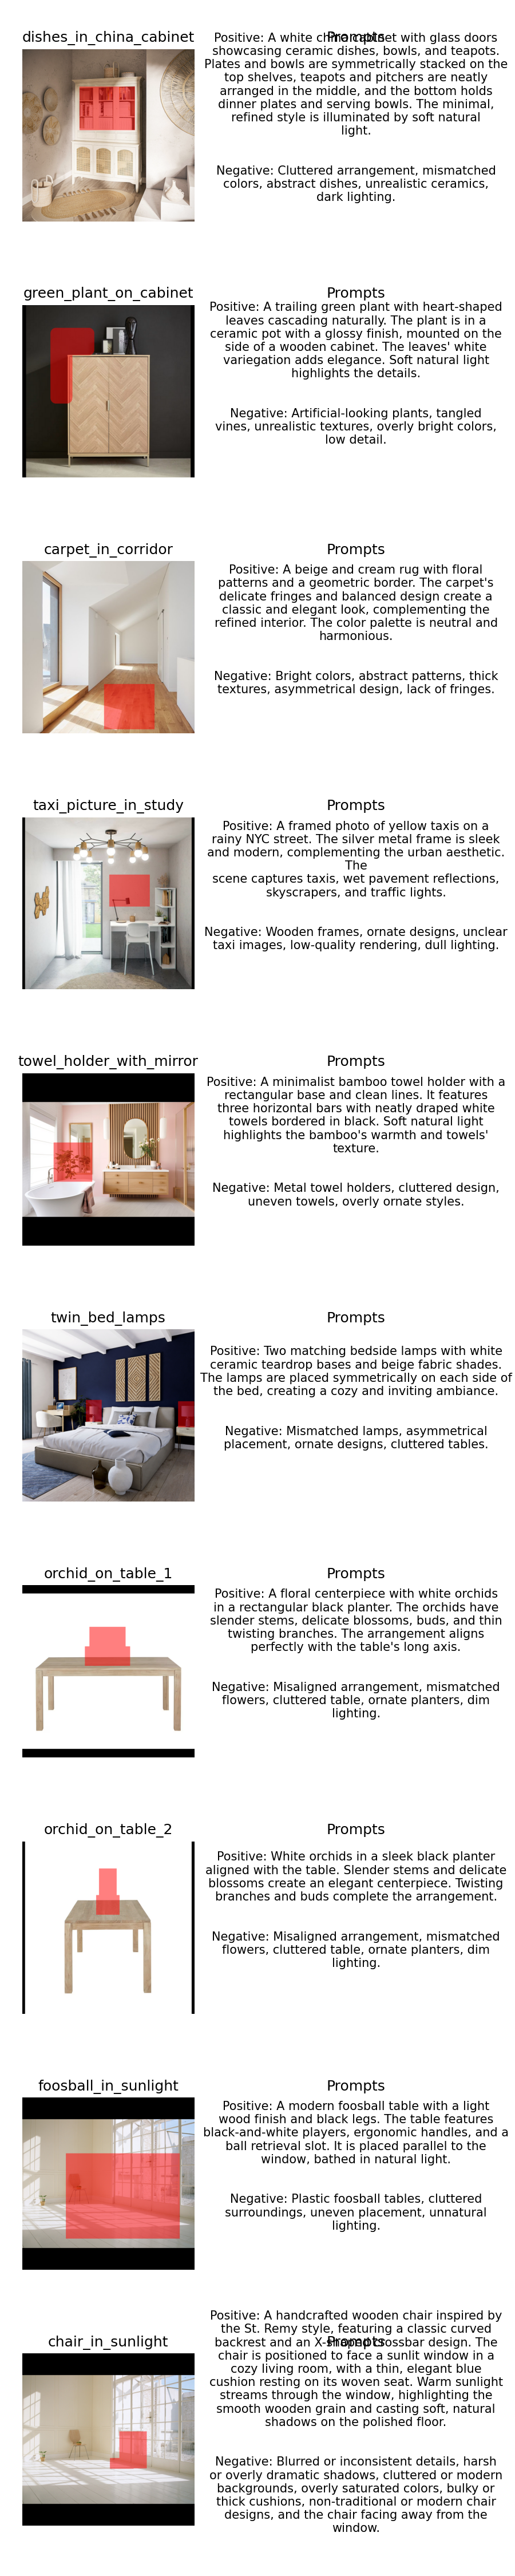 dishes_in_china_cabinet
Prompts
Positive: A white china cabinet with glass doors
showcasing ceramic dishes, bowls, and teapots.
Plates and bowls are symmetrically stacked on the
top shelves, teapots and pitchers are neatly
arranged in the middle, and the bottom holds
dinner plates and serving bowls. The minimal,
refined style is illuminated by soft natural
light.
Negative: Cluttered arrangement, mismatched
colors, abstract dishes, unrealistic ceramics,
dark lighting.
green_plant_on_cabinet
Prompts
Positive: A trailing green plant with heart-shaped
leaves cascading naturally. The plant is in a
ceramic pot with a glossy finish, mounted on the
side of a wooden cabinet. The leaves' white
variegation adds elegance. Soft natural light
highlights the details.
Negative: Artificial-looking plants, tangled
vines, unrealistic textures, overly bright colors,
low detail.
carpet_in_corridor
Prompts
Positive: A beige and cream rug with floral
patterns and a geometric border. The carpet's
delicate fringes and balanced design create a
classic and elegant look, complementing the
refined interior. The color palette is neutral and
harmonious.
Negative: Bright colors, abstract patterns, thick
textures, asymmetrical design, lack of fringes.
taxi_picture_in_study
Prompts
Positive: A framed photo of yellow taxis on a
rainy NYC street. The silver metal frame is sleek
and modern, complementing the urban aesthetic.
The
scene captures taxis, wet pavement reflections,
skyscrapers, and traffic lights.
Negative: Wooden frames, ornate designs, unclear
taxi images, low-quality rendering, dull lighting.
towel_holder_with_mirror
Prompts
Positive: A minimalist bamboo towel holder with a
rectangular base and clean lines. It features
three horizontal bars with neatly draped white
towels bordered in black. Soft natural light
highlights the bamboo's warmth and towels'
texture.
Negative: Metal towel holders, cluttered design,
uneven towels, overly ornate styles.
twin_bed_lamps
Prompts
Positive: Two matching bedside lamps with white
ceramic teardrop bases and beige fabric shades.
The lamps are placed symmetrically on each side of
the bed, creating a cozy and inviting ambiance.
Negative: Mismatched lamps, asymmetrical
placement, ornate designs, cluttered tables.
orchid_on_table_1
Prompts
Positive: A floral centerpiece with white orchids
in a rectangular black planter. The orchids have
slender stems, delicate blossoms, buds, and thin
twisting branches. The arrangement aligns
perfectly with the table's long axis.
Negative: Misaligned arrangement, mismatched
flowers, cluttered table, ornate planters, dim
lighting.
orchid_on_table_2
Prompts
Positive: White orchids in a sleek black planter
aligned with the table. Slender stems and delicate
blossoms create an elegant centerpiece. Twisting
branches and buds complete the arrangement.
Negative: Misaligned arrangement, mismatched
flowers, cluttered table, ornate planters, dim
lighting.
foosball_in_sunlight
Prompts
Positive: A modern foosball table with a light
wood finish and black legs. The table features
black-and-white players, ergonomic handles, and a
ball retrieval slot. It is placed parallel to the
window, bathed in natural light.
Negative: Plastic foosball tables, cluttered
surroundings, uneven placement, unnatural
lighting.
chair_in_sunlight
Prompts
Positive: A handcrafted wooden chair inspired by
the St. Remy style, featuring a classic curved
backrest and an X-shaped crossbar design. The
chair is positioned to face a sunlit window in a
cozy living room, with a thin, elegant blue
cushion resting on its woven seat. Warm sunlight
streams through the window, highlighting the
smooth wooden grain and casting soft, natural
shadows on the polished floor.
Negative: Blurred or inconsistent details, harsh
or overly dramatic shadows, cluttered or modern
backgrounds, overly saturated colors, bulky or
thick cushions, non-traditional or modern chair
designs, and the chair facing away from the
window.